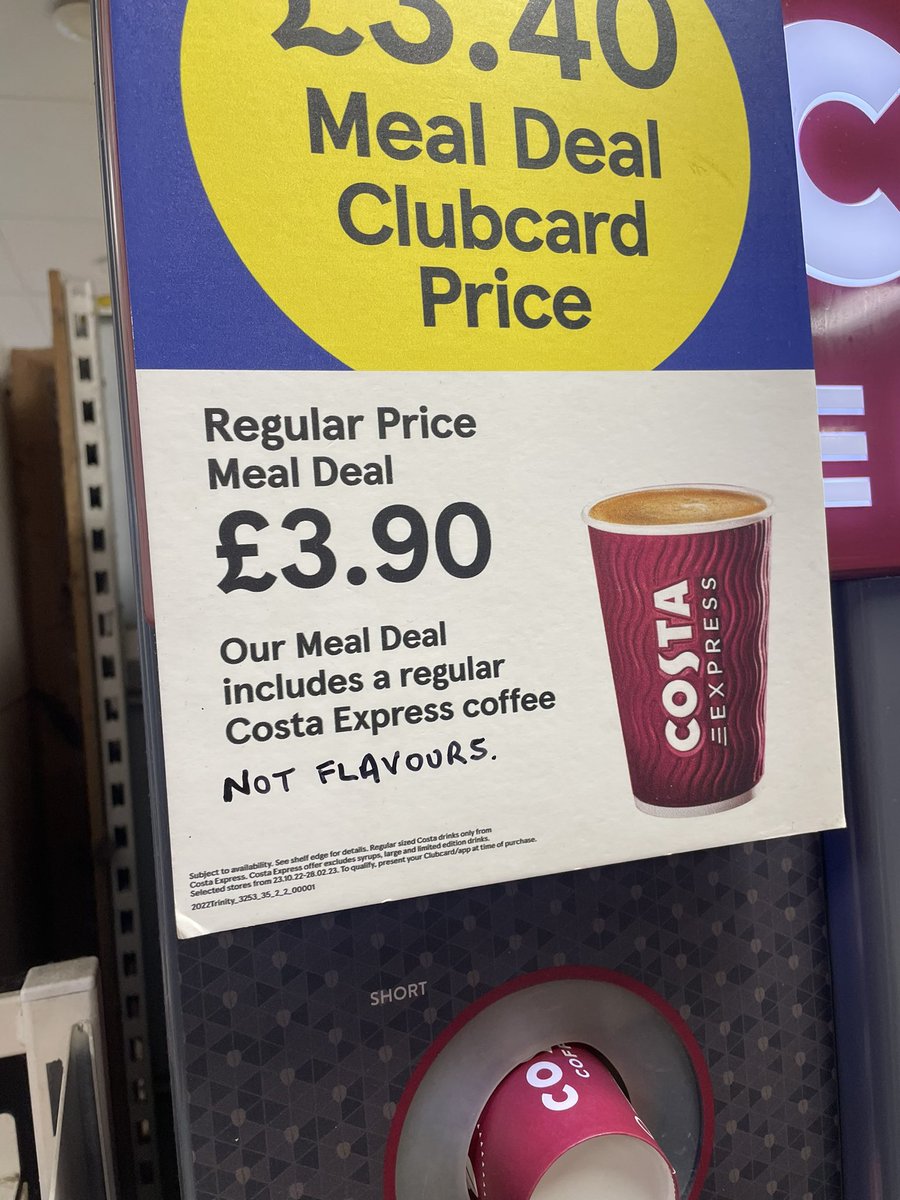 £3.40
Meal Deal
Clubcard
Price
Regular Price
Meal Deal
£3.90
Our Meal Deal
includes a regular
Costa Express coffee
NOT FLAVOURS.
COSTA
EXPRESS
Subject to availability. See shelf edge for details. Regular sized Costa drinks only from
Costa Express. Costa Express offer excludes syrups, large and limited edition drinks.
Selected stores from 23.10.22-28.02.23. To qualify, present your Clubcard/app at time of purchase.
2022Trinity_3253_35_2_2_00001
SHORT